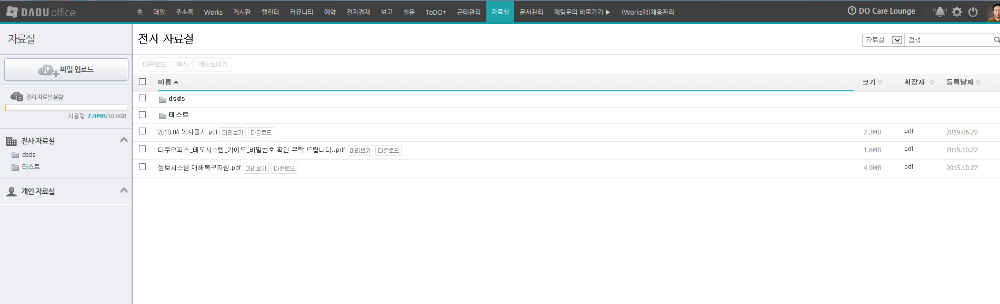 DAOU office 홈 메일 주소록 Works 게시판 캘린더 커뮤니티 예약 전자결재 보고 설문 ToDO+ 근태관리 자료실 문서관리 채팅문의 바로가기 ▶ (Works앱)채용관리 ? DO Care Lounge
자료실
전사 자료실
자료실 검색
파일 업로드
다운로드 복사 메일보내기
이름 크기 확장자 등록날짜
전사 자료실 용량
사용량 7.9MB/10.0GB
전사 자료실
dsds
테스트
개인 자료실
dsds
테스트
2019.04 복사용지.pdf 미리보기 다운로드 2.3MB pdf 2019.06.20
다우오피스_데모시스템_가이드_비밀번호 확인 부탁 드립니다..pdf 미리보기 다운로드 1.6MB pdf 2015.10.27
정보시스템 재해복구지침.pdf 미리보기 다운로드 4.0MB pdf 2015.10.27